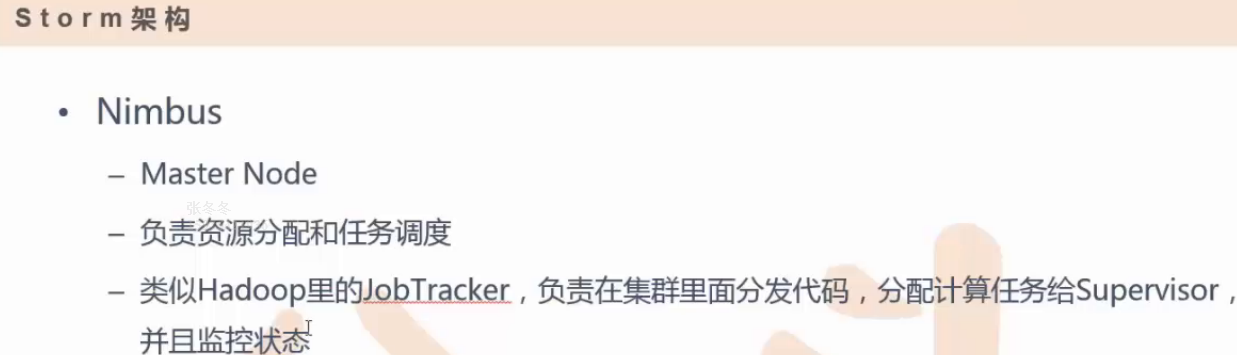 Storm架构
• Nimbus
– Master Node
张冬冬
– 负责资源分配和任务调度
– 类似Hadoop里的JobTracker，负责在集群里面分发代码，分配计算任务给Supervisor，
并且监控状态